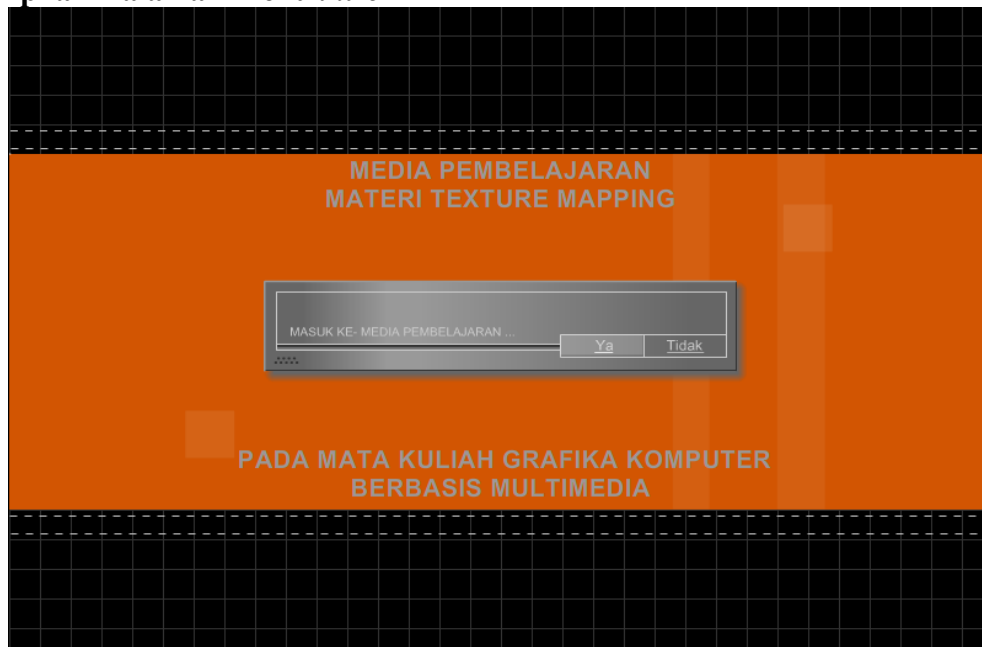 MEDIA PEMBELAJARAN
MATERI TEXTURE MAPPING
MASUK KE- MEDIA PEMBELAJARAN ...
Ya Tidak
PADA MATA KULIAH GRAFIKA KOMPUTER
BERBASIS MULTIMEDIA